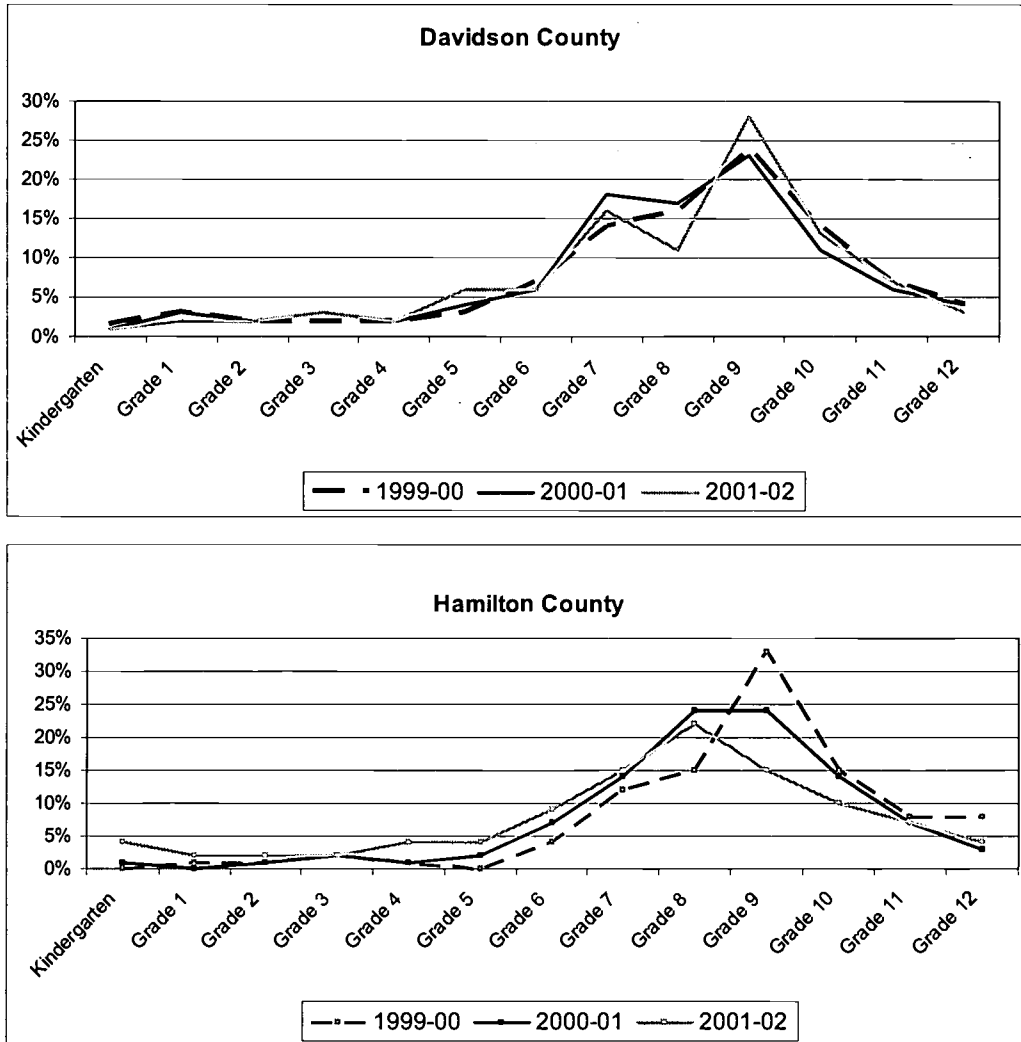 Davidson County
30%
25%
20%
15%
10%
5%
0%
Kindergarten
Grade 1
Grade 2
Grade 3
Grade 4
Grade 5
Grade 6
Grade 7
Grade 8
Grade 9
Grade 10
Grade 11
Grade 12
1999-00 2000-01 2001-02
Hamilton County
35%
30%
25%
20%
15%
10%
5%
0%
Kindergarten
Grade 1
Grade 2
Grade 3
Grade 4
Grade 5
Grade 6
Grade 7
Grade 8
Grade 9
Grade 10
Grade 11
Grade 12
1999-00 2000-01 2001-02